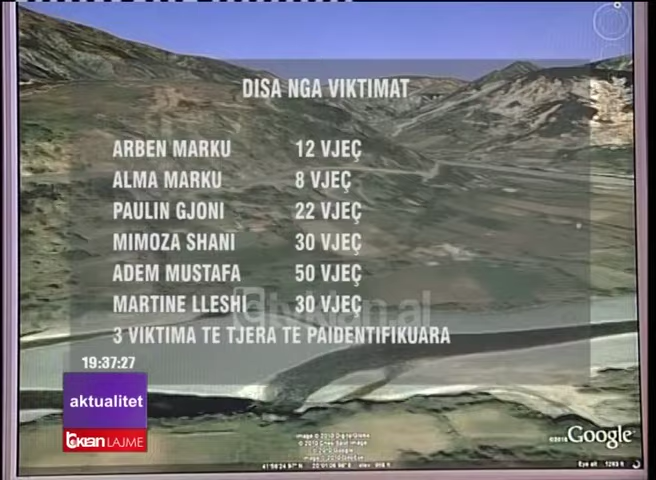 DISA NGA VIKTIMAT
ARBEN MARKU 12 VJEÇ
ALMA MARKU 8 VJEÇ
PAULIN GJONI 22 VJEÇ
MIMOZA SHANI 30 VJEÇ
ADEM MUSTAFA 50 VJEÇ
MARTINE LLESHI 30 VJEÇ
3 VIKTIMA TE TJERA TE PAIDENTIFIKUARA
19:37:27
aktualitet
LAJME
Google